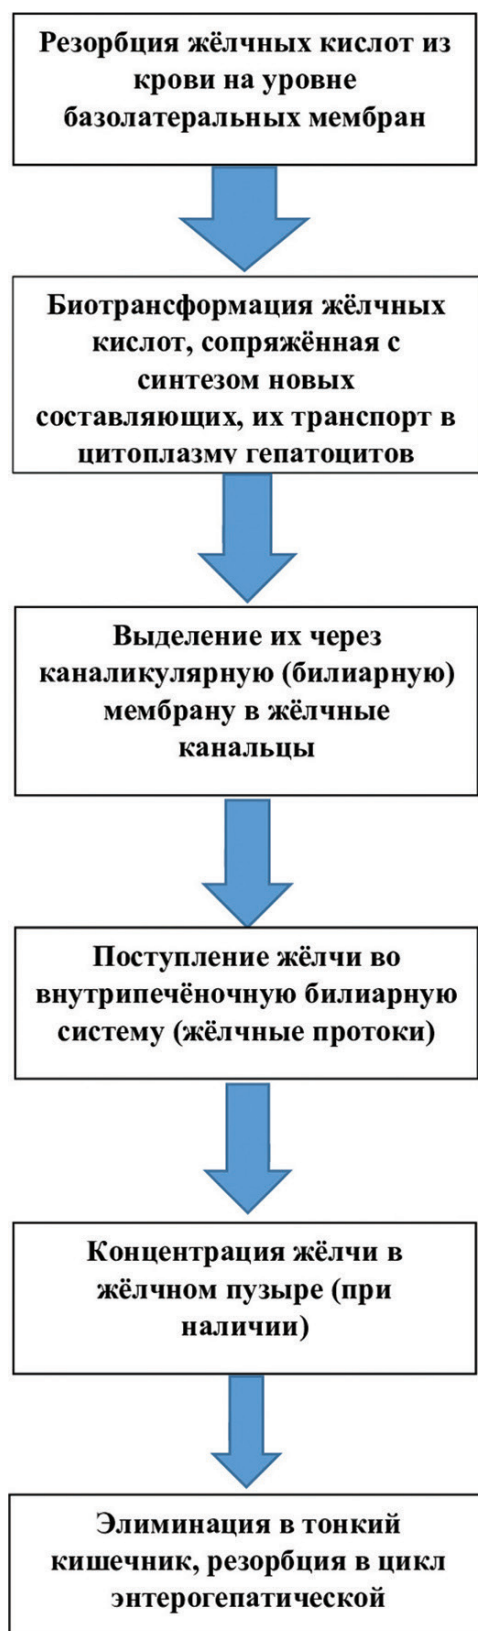 Резорбция жёлчных кислот из
крови на уровне
базолатеральных мембран
Биотрансформация жёлчных
кислот, сопряжённая с
синтезом новых
составляющих, их транспорт в
цитоплазму гепатоцитов
Выделение их через
каналикулярную (билиарную)
мембрану в жёлчные
канальцы
Поступление жёлчи во
внутрипечёночную билиарную
систему (жёлчные протоки)
Концентрация жёлчи в
жёлчном пузыре (при
наличии)
Элиминация в тонкий
кишечник, резорбция в цикл
энтерогепатической